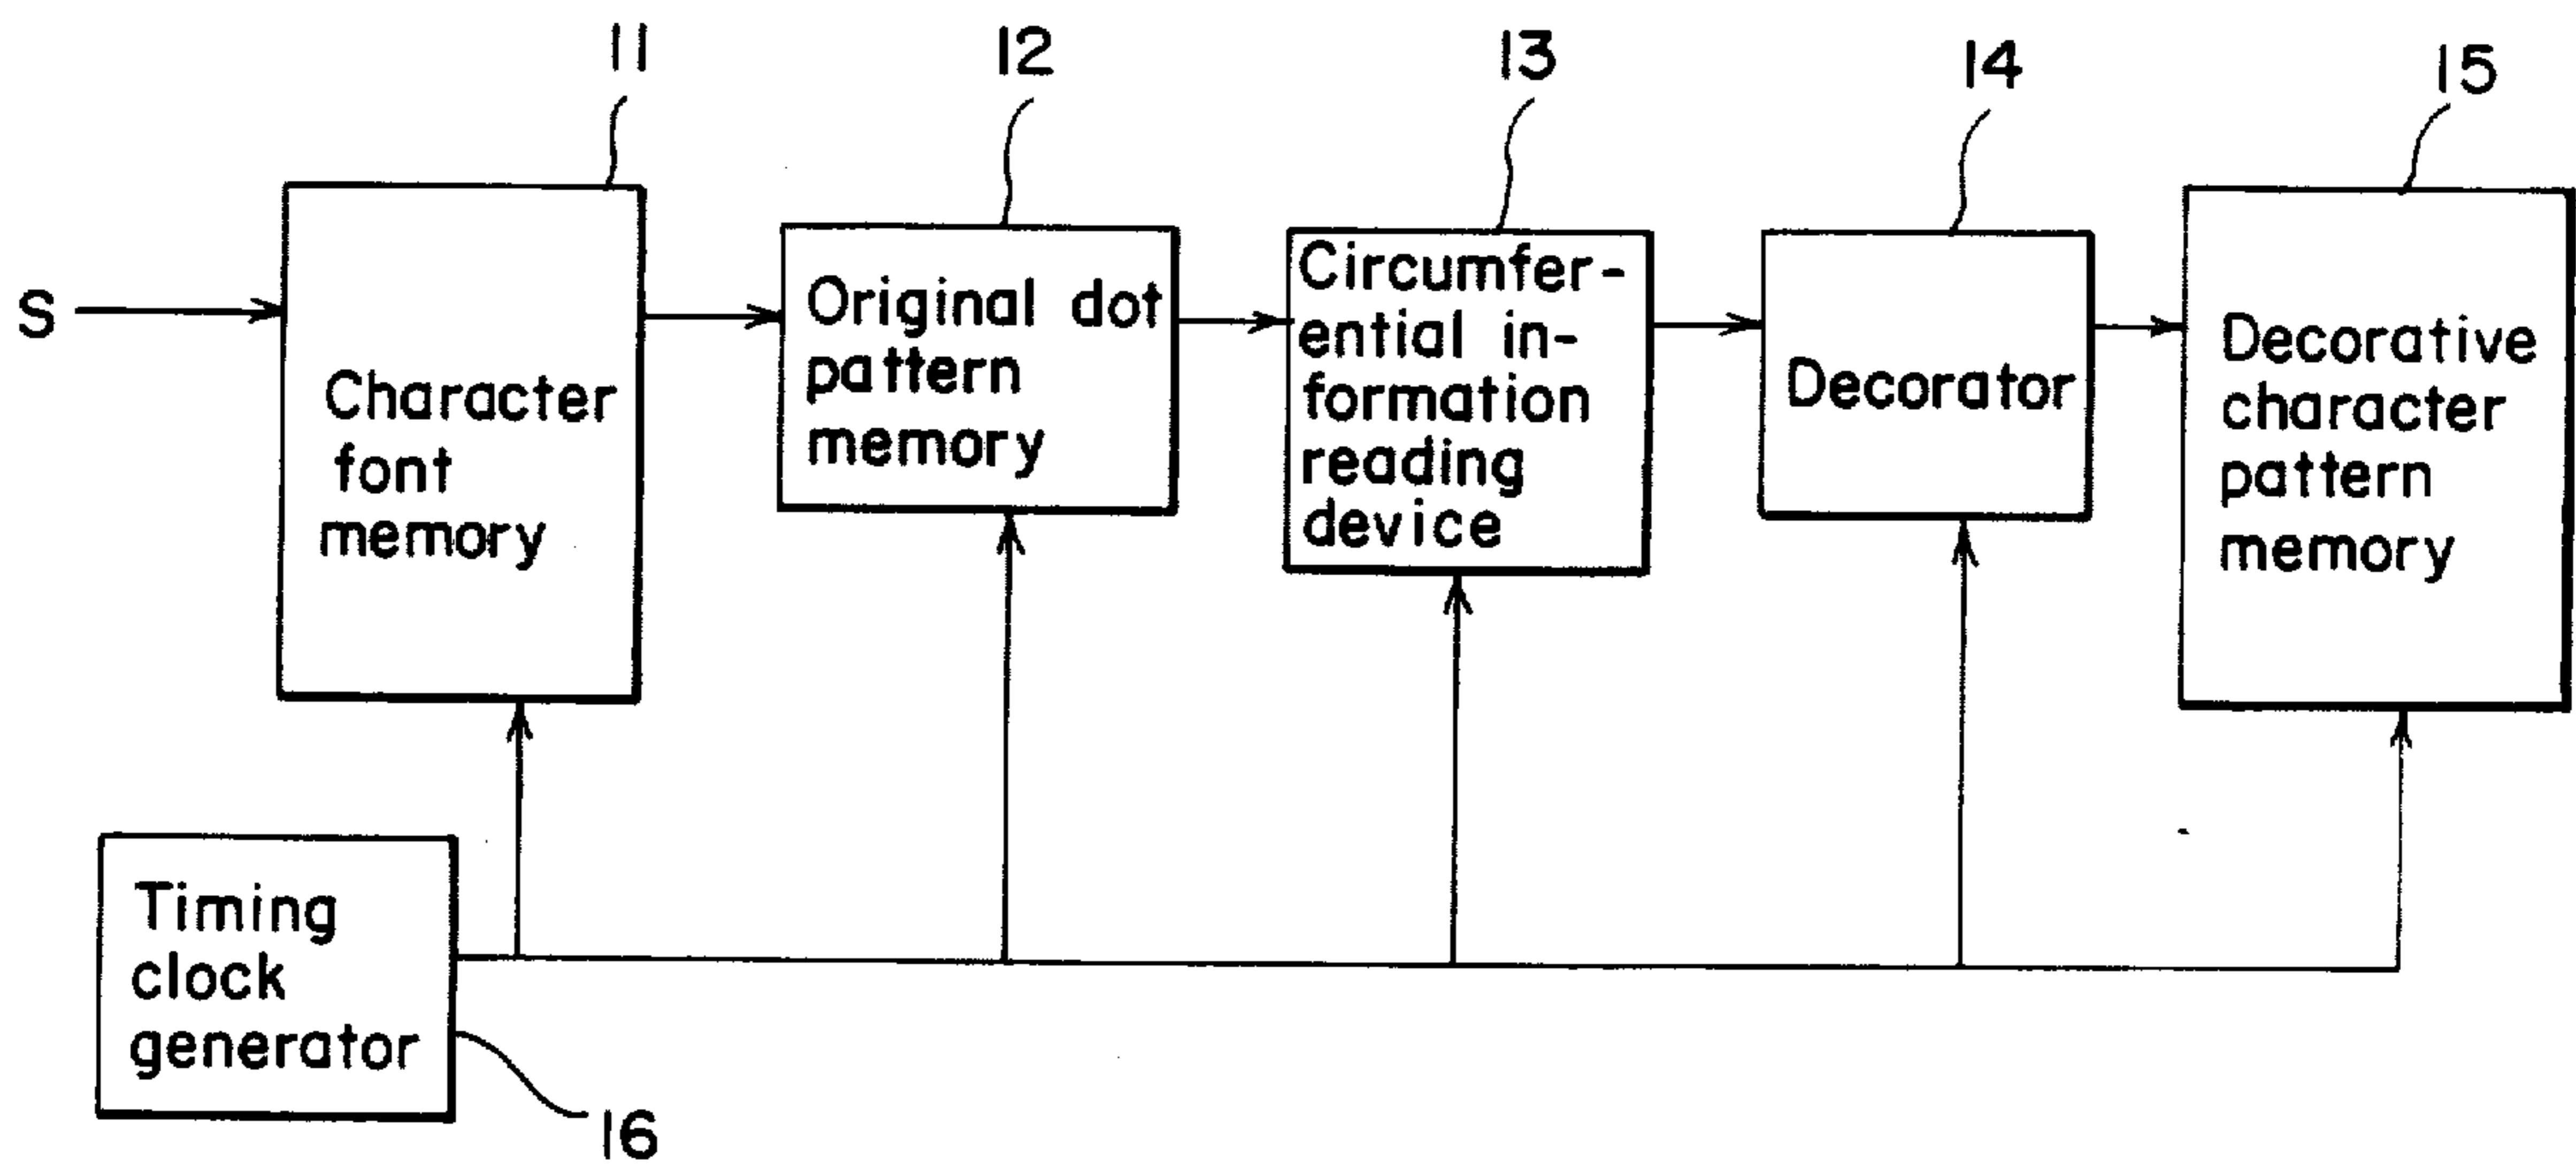 11
12
13
14
15
S
Character
font
memory
Original dot
pattern
memory
Circumfer-
ential in-
formation
reading
device
Decorator
Decorative
character
pattern
memory
Timing
clock
generator
16